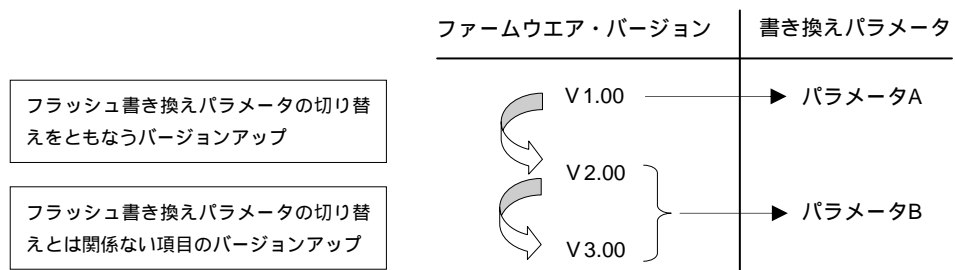 ファームウエア・バージョン
書き換えパラメータ
フラッシュ書き換えパラメータの切り替
えをともなうバージョンアップ
V 1.00
パラメータA
V 2.00
フラッシュ書き換えパラメータの切り替
えとは関係ない項目のバージョンアップ
パラメータB
V 3.00